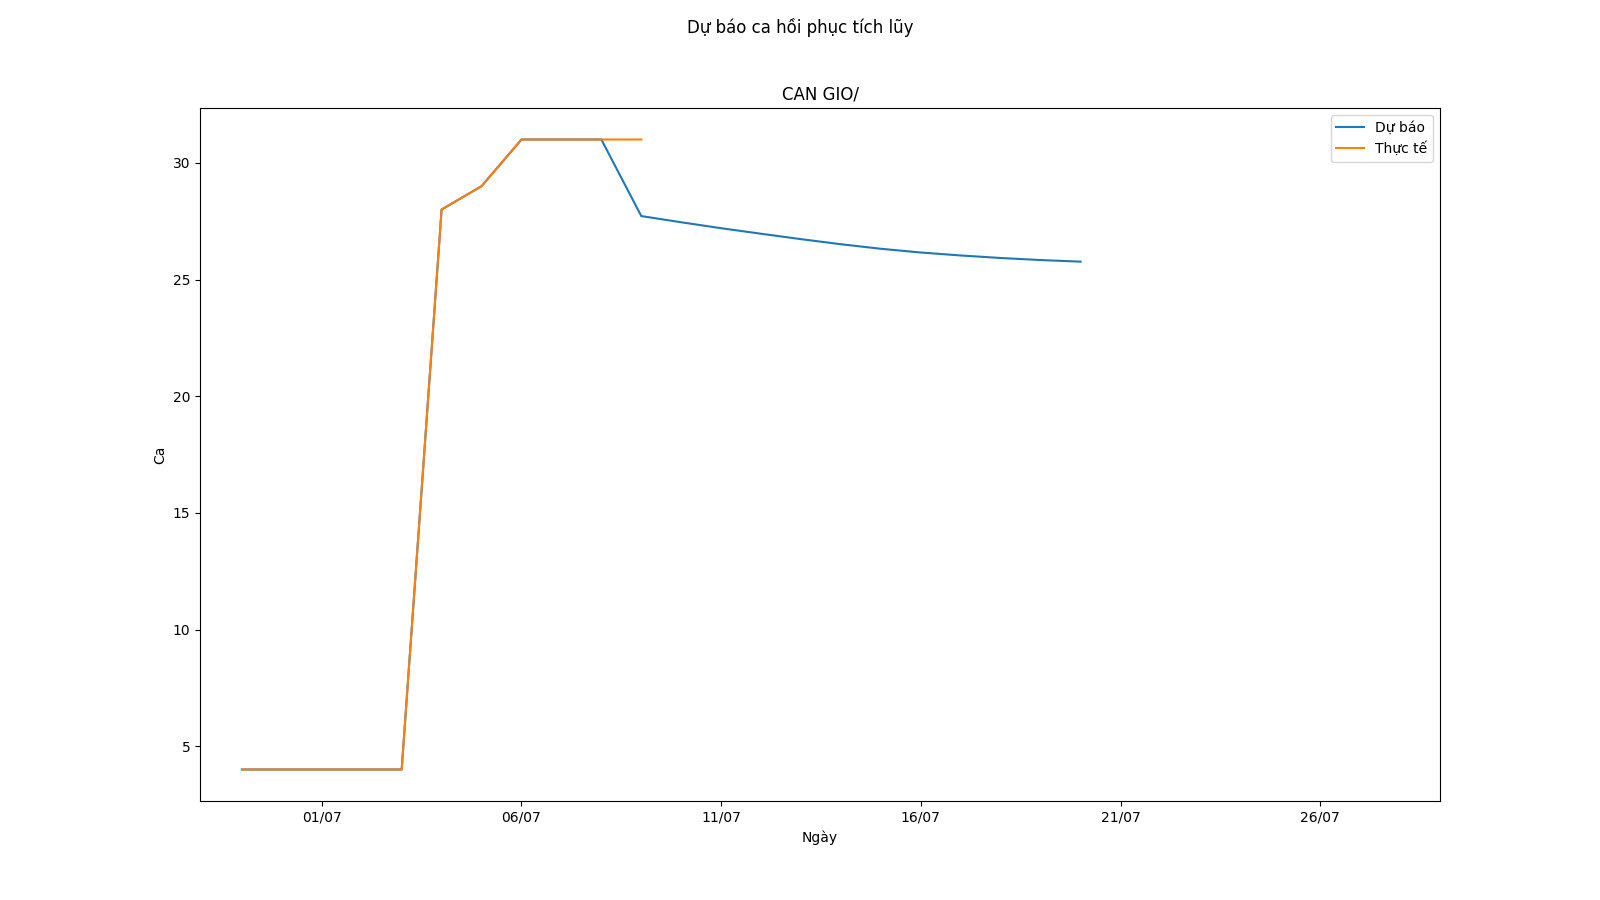 Dự báo ca hồi phục tích lũy
CAN GIO/
Dự báo
Thực tế
30
25
20
15
10
5
Ca
01/07
06/07
11/07
16/07
21/07
26/07
Ngày